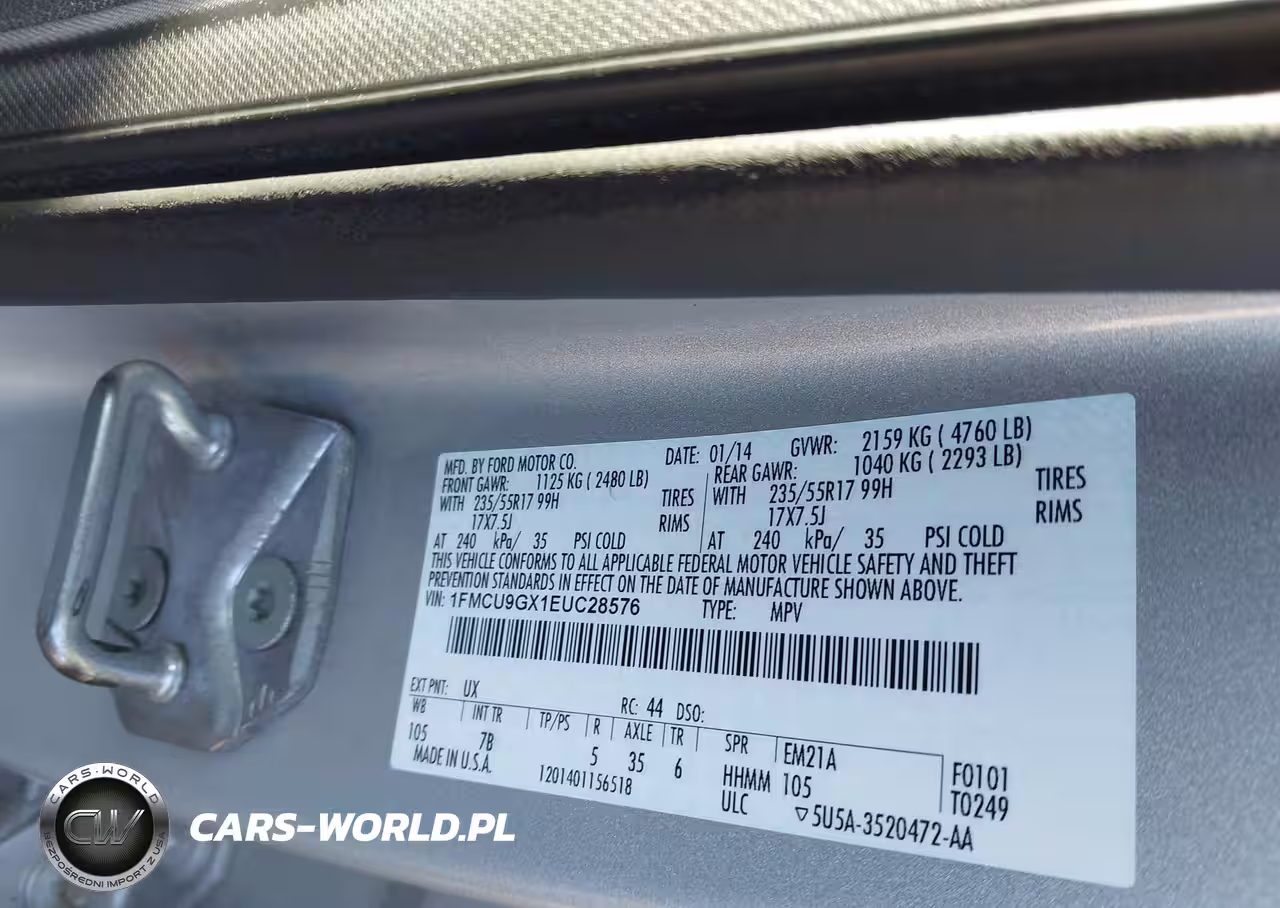 MFD. BY FORD MOTOR CO. DATE: 01/14 GVWR: 2159 KG ( 4760 LB)
FRONT GAWR: 1125 KG ( 2480 LB) REAR GAWR: 1040 KG ( 2293 LB)
WITH 235/55R17 99H TIRES WITH 235/55R17 99H TIRES
17X7.5J RIMS 17X7.5J RIMS
AT 240 kPa/ 35 PSI COLD AT 240 kPa/ 35 PSI COLD
THIS VEHICLE CONFORMS TO ALL APPLICABLE FEDERAL MOTOR VEHICLE SAFETY AND THEFT
PREVENTION STANDARDS IN EFFECT ON THE DATE OF MANUFACTURE SHOWN ABOVE.
VIN: 1FMCU9GX1EUC28576 TYPE: MPV
EXT PNT: UX RC: 44 DSO:
WB INT TR TP/PS R AXLE TR SPR EM21A F0101
105 7B 5 35 6 HHMM 105 T0249
MADE IN U.S.A. 1201401156518 ULC ▽5U5A-3520472-AA
CARS-WORLD
CW
BEZPOŚREDNI IMPORT Z USA
CARS-WORLD.PL